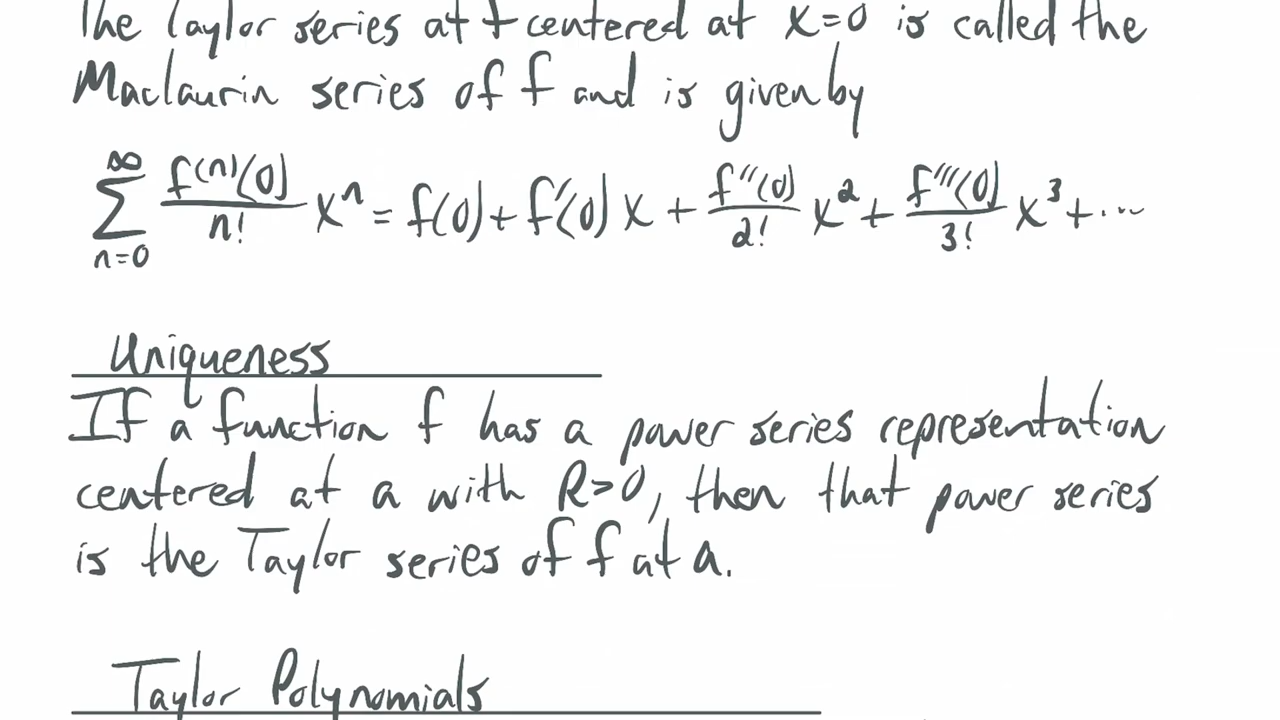 The Taylor series at f centered at x=0 is called the
Maclaurin series of f and is given by
∑_{n=0}^{∞} f^{(n)}(0)/n! x^n = f(0) + f'(0) x + f''(0)/2! x^2 + f'''(0)/3! x^3 + ...
Uniqueness
If a function f has a power series representation
centered at a with R>0, then that power series
is the Taylor series of f at a.
Taylor Polynomials